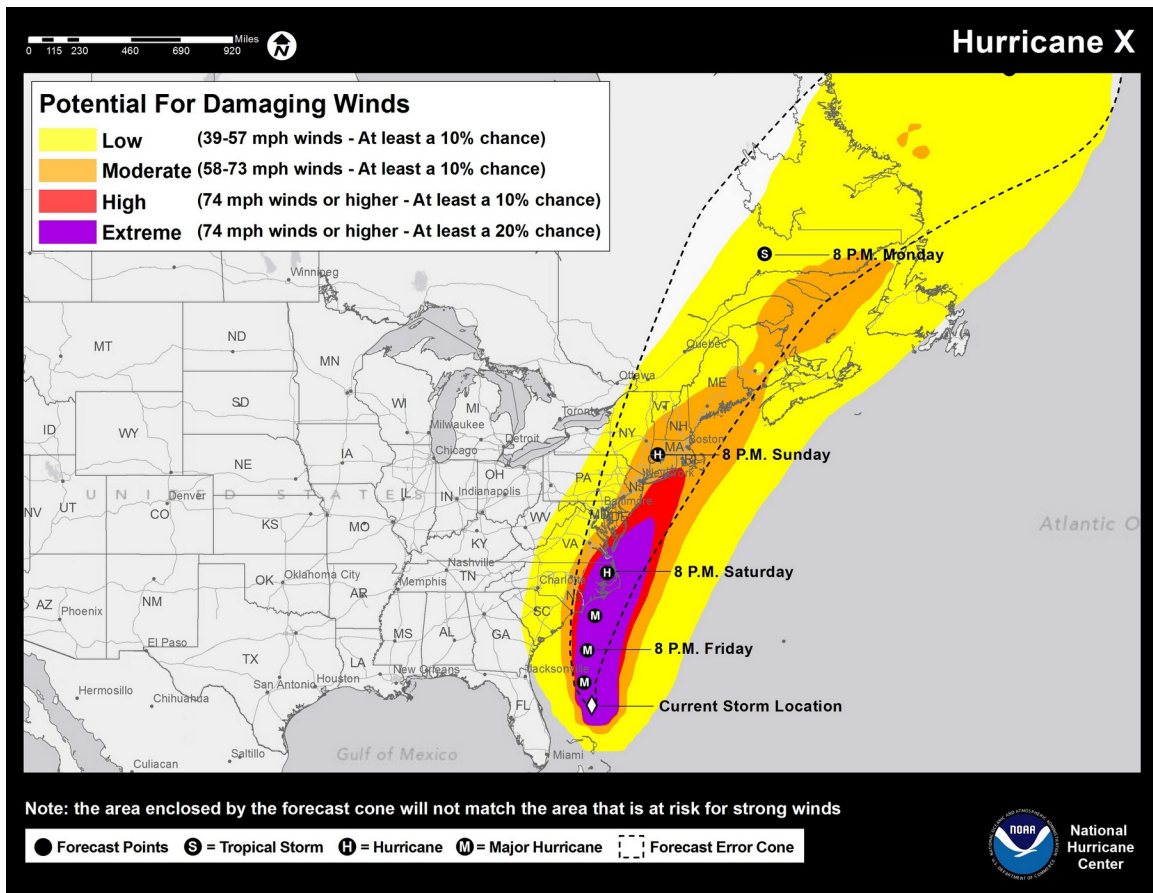 Hurricane X
Miles
0 115 230 460 690 920
N
Potential For Damaging Winds
Low (39-57 mph winds - At least a 10% chance)
Moderate (58-73 mph winds - At least a 10% chance)
High (74 mph winds or higher - At least a 10% chance)
Extreme (74 mph winds or higher - At least a 20% chance)
S 8 P.M. Monday
Winnipeg
MT
ND
MN
Quebec
Ottawa
ME
SD
WI
MI
Toronto
VT
NH
ID
WY
Milwaukee
Detroit
NY
MA
Boston
H 8 P.M. Sunday
NE
IA
Chicago
OH
PA
New York
NJ
UNITED STATES
Denver
IL
IN
Indianapolis
Baltimore
MD
DE
NV
UT
CO
KS
MO
WV
VA
Atlantic O
KY
Nashville
TN
Charlotte
H 8 P.M. Saturday
OK
Oklahoma City
Memphis
AR
AZ
Phoenix
NM
SC
M
El Paso
MS
AL
GA
M 8 P.M. Friday
TX
LA
New Orleans
Jacksonville
M
San Antonio
Houston
Hermosillo
Chihuahua
FL
Current Storm Location
Saltillo
Gulf of Mexico
Miami
Culiacan
Note: the area enclosed by the forecast cone will not match the area that is at risk for strong winds
Forecast Points S = Tropical Storm H = Hurricane M = Major Hurricane Forecast Error Cone
NOAA
National
Hurricane
Center